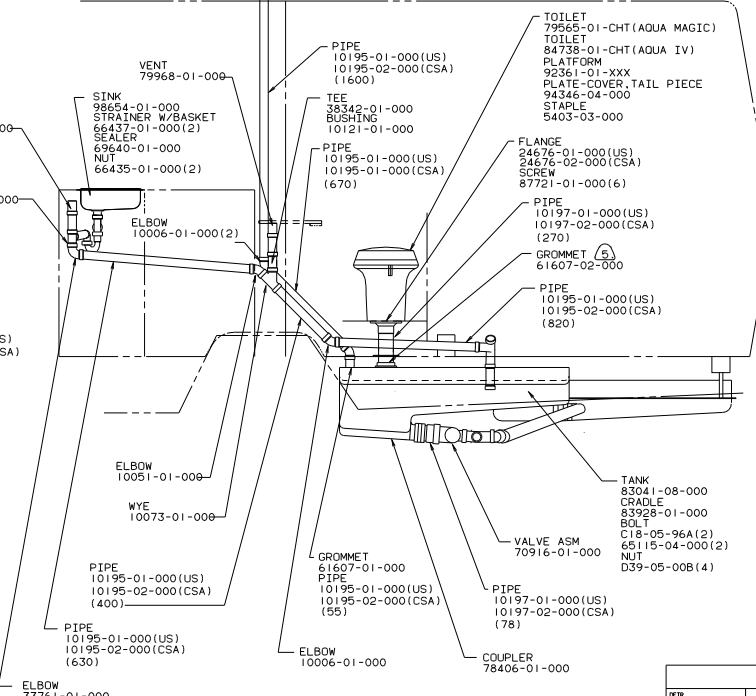 TOILET
79565-01-CHT(AQUA MAGIC)
TOILET
84738-01-CHT(AQUA IV)
PLATFORM
92361-01-XXX
PLATE-COVER,TAIL PIECE
94346-04-000
STAPLE
5403-03-000
PIPE
10195-01-000(US)
10195-02-000(CSA)
(1600)
VENT
79968-01-000
SINK
98654-01-000
STRAINER W/BASKET
66437-01-000(2)
SEALER
69640-01-000
NUT
66435-01-000(2)
TEE
38342-01-000
BUSHING
10121-01-000
PIPE
10195-01-000(US)
10195-01-000(CSA)
(670)
FLANGE
24676-01-000(US)
24676-02-000(CSA)
SCREW
87721-01-000(6)
PIPE
10197-01-000(US)
10197-02-000(CSA)
(270)
GROMMET 5
61607-02-000
PIPE
10195-01-000(US)
10195-02-000(CSA)
(820)
00
000
ELBOW
10006-01-000(2)
S)
SA)
ELBOW
10051-01-000
WYE
10073-01-000
PIPE
10195-01-000(US)
10195-02-000(CSA)
(400)
PIPE
10195-01-000(US)
10195-02-000(CSA)
(630)
ELBOW
77761-01-000
GROMMET
61607-01-000
PIPE
10195-01-000(US)
10195-02-000(CSA)
(55)
ELBOW
10006-01-000
VALVE ASM
70916-01-000
PIPE
10197-01-000(US)
10197-02-000(CSA)
(78)
COUPLER
78406-01-000
TANK
83041-08-000
CRADLE
83928-01-000
BOLT
C18-05-96A(2)
65115-04-000(2)
NUT
D39-05-00B(4)